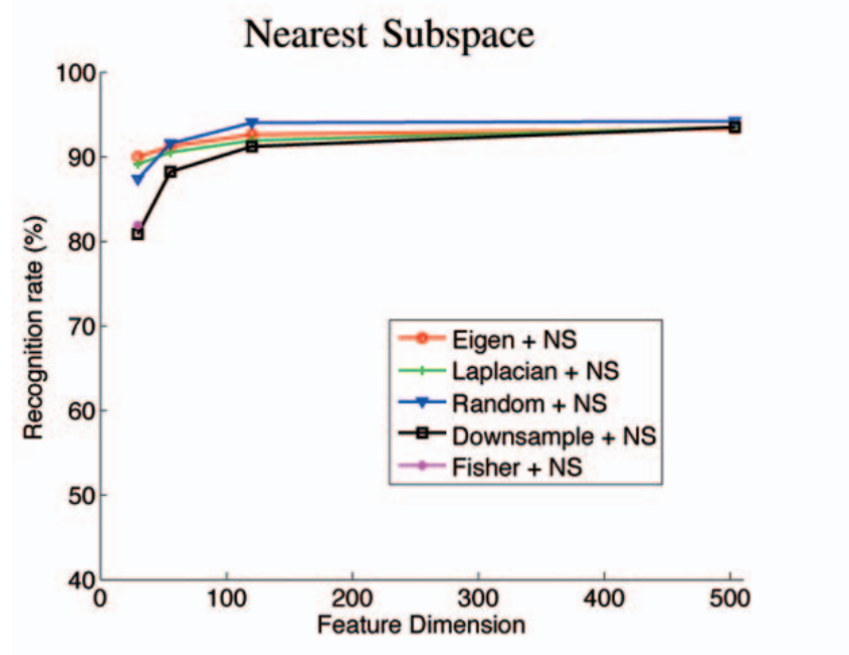 Nearest Subspace
100
90
80
70
60
50
40
Recognition rate (%)
Eigen + NS
Laplacian + NS
Random + NS
Downsample + NS
Fisher + NS
0 100 200 300 400 500
Feature Dimension